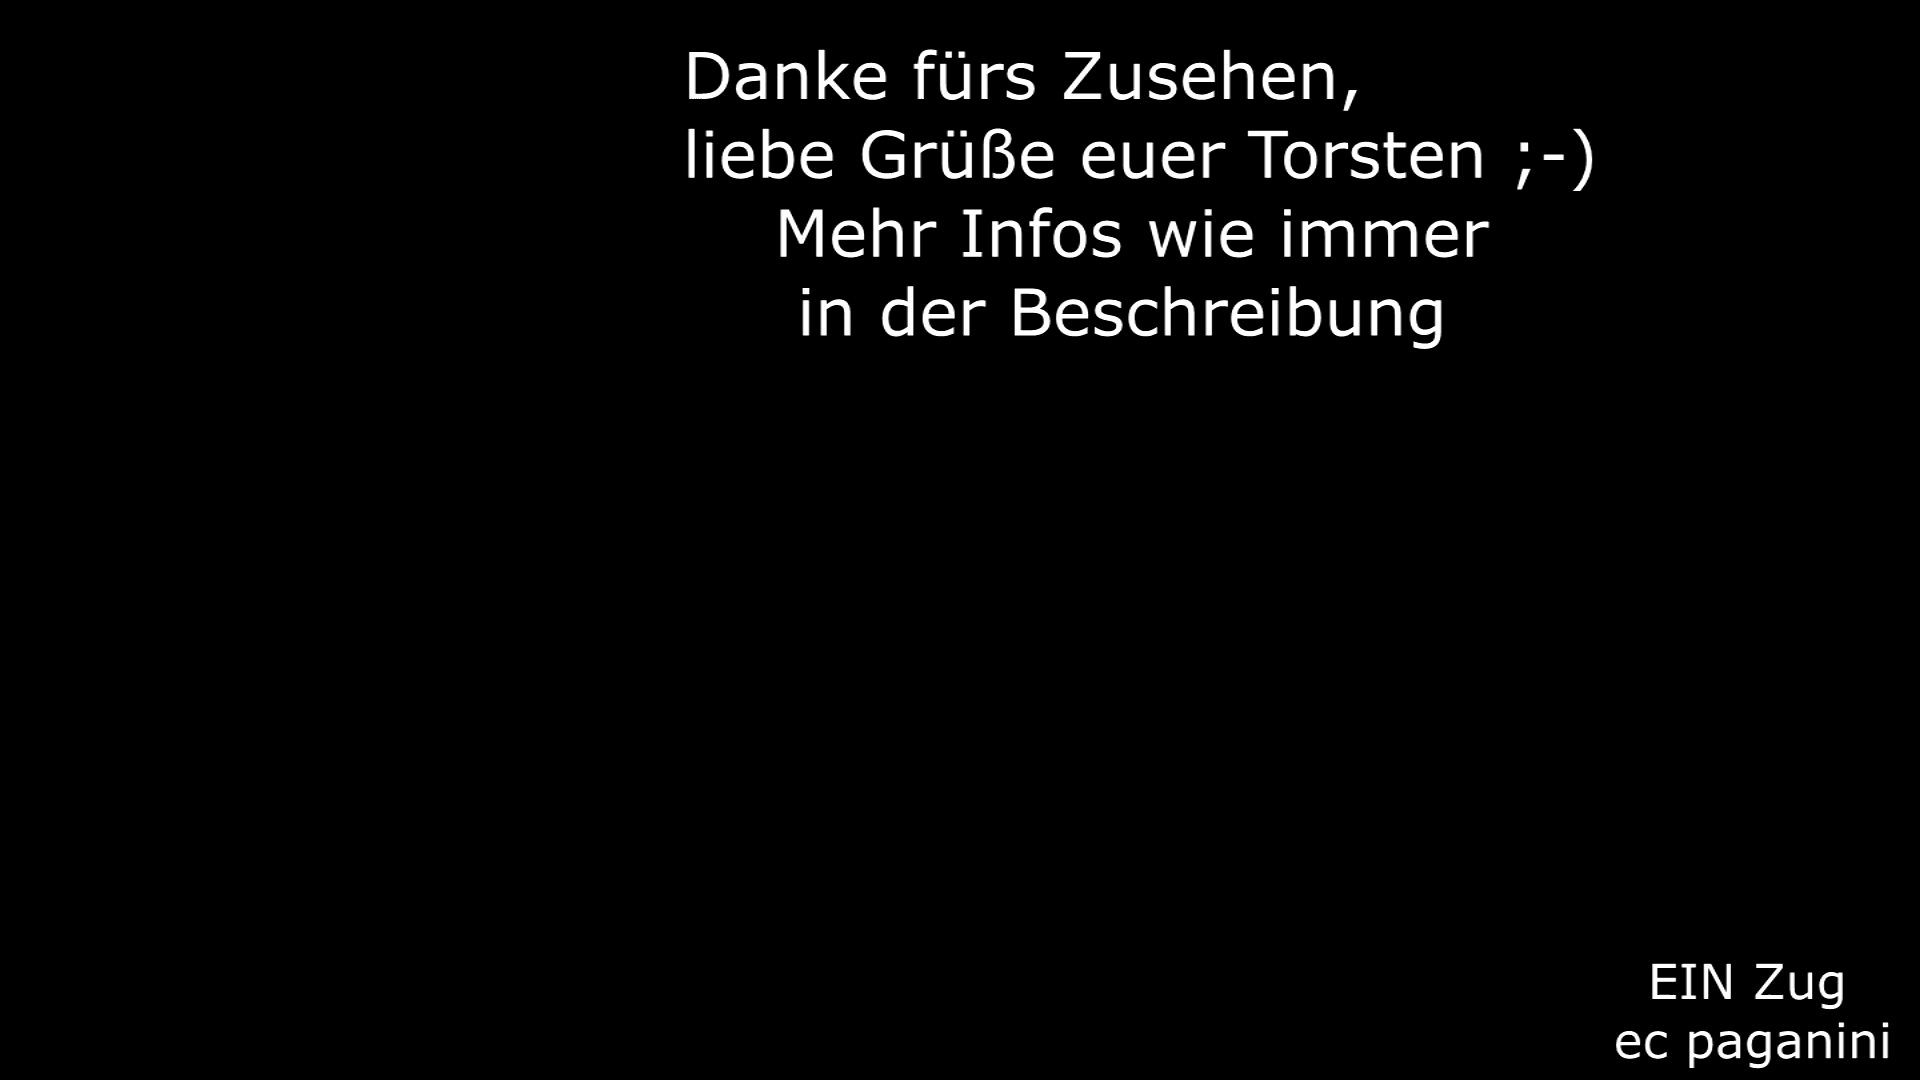 Danke fürs Zusehen,
liebe Grüße euer Torsten ;-)
Mehr Infos wie immer
in der Beschreibung
EIN Zug
ec paganini